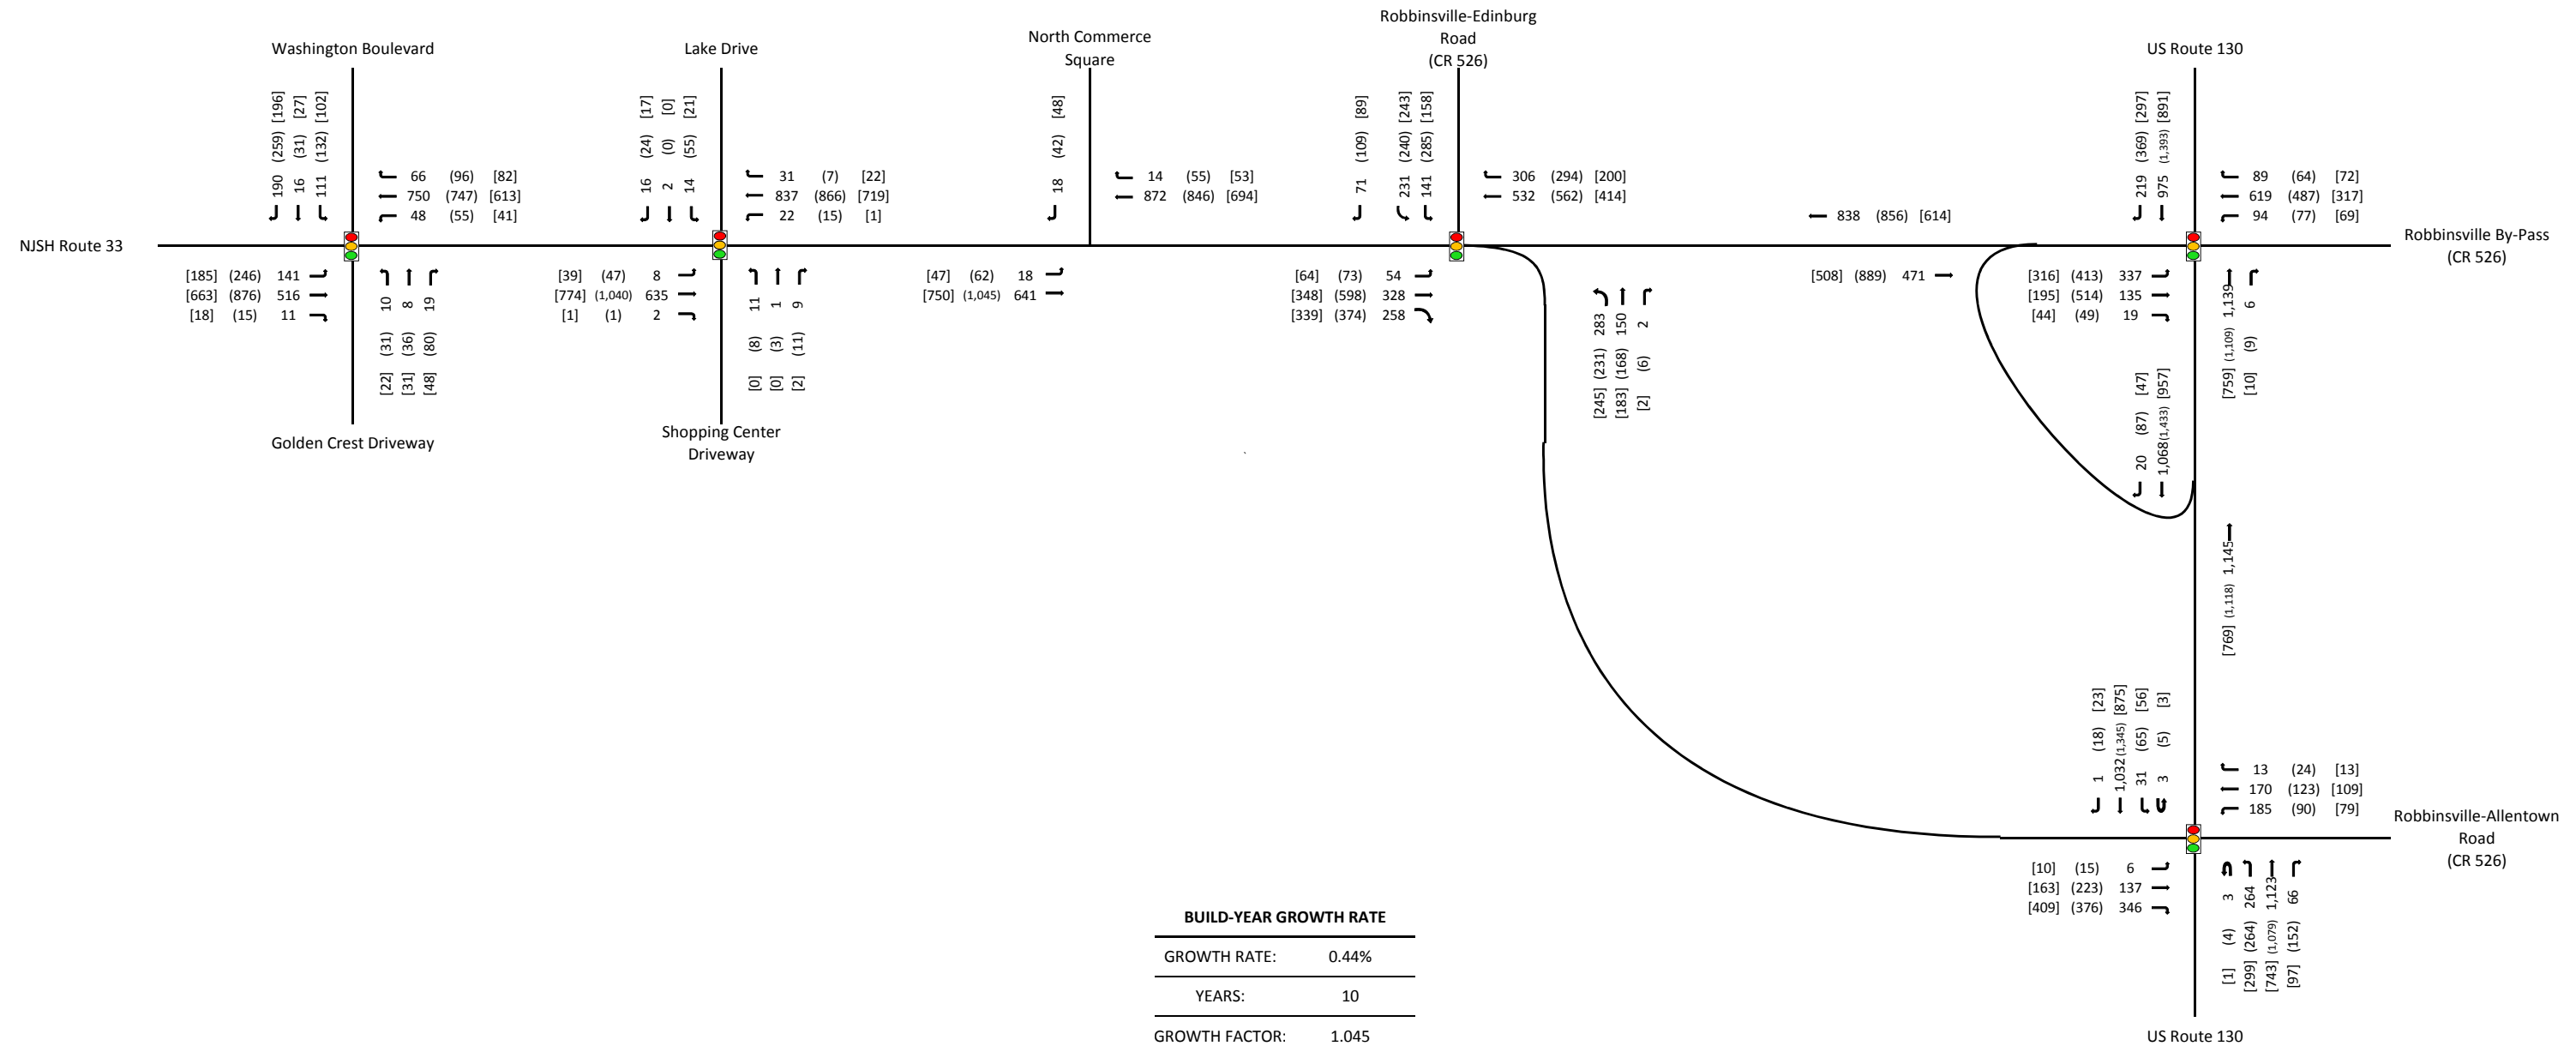 Robbinsville-Edinburg
Road
(CR 526)
North Commerce
Square
Washington Boulevard
Lake Drive
US Route 130
190 (259) [196]
16 (31) [27]
111 (132) [102]
66 (96) [82]
750 (747) [613]
48 (55) [41]
16 (24) [17]
2 (0) [0]
14 (55) [21]
31 (7) [22]
837 (866) [719]
22 (15) [1]
18 (42) [48]
14 (55) [53]
872 (846) [694]
71 (109) [89]
231 (240) [243]
141 (285) [158]
306 (294) [200]
532 (562) [414]
838 (856) [614]
219 (369) [297]
975 (1,393) [891]
89 (64) [72]
619 (487) [317]
94 (77) [69]
NJSH Route 33
Robbinsville By-Pass
(CR 526)
[185] (246) 141
[663] (876) 516
[18] (15) 11
[22] (31) 10
[31] (36) 8
[48] (80) 19
[39] (47) 8
[774] (1,040) 635
[1] (1) 2
[0] (8) 11
[0] (3) 1
[2] (11) 9
[47] (62) 18
[750] (1,045) 641
[64] (73) 54
[348] (598) 328
[339] (374) 258
[245] (231) 283
[183] (168) 150
[2] (6) 2
[508] (889) 471
[316] (413) 337
[195] (514) 135
[44] (49) 19
[759] (1,109) 1,139
[10] (9) 6
20 (87) [47]
1,068 (1,433) [957]
Golden Crest Driveway
Shopping Center
Driveway
[769] (1,118) 1,145
1 (18) [23]
1,032 (1,345) [875]
31 (65) [56]
3 (5) [3]
13 (24) [13]
170 (123) [109]
185 (90) [79]
Robbinsville-Allentown
Road
(CR 526)
[10] (15) 6
[163] (223) 137
[409] (376) 346
[1] (4) 3
[299] (264) 264
[743] (1,079) 1,123
[97] (152) 66
BUILD-YEAR GROWTH RATE
GROWTH RATE: 0.44%
YEARS: 10
GROWTH FACTOR: 1.045
US Route 130